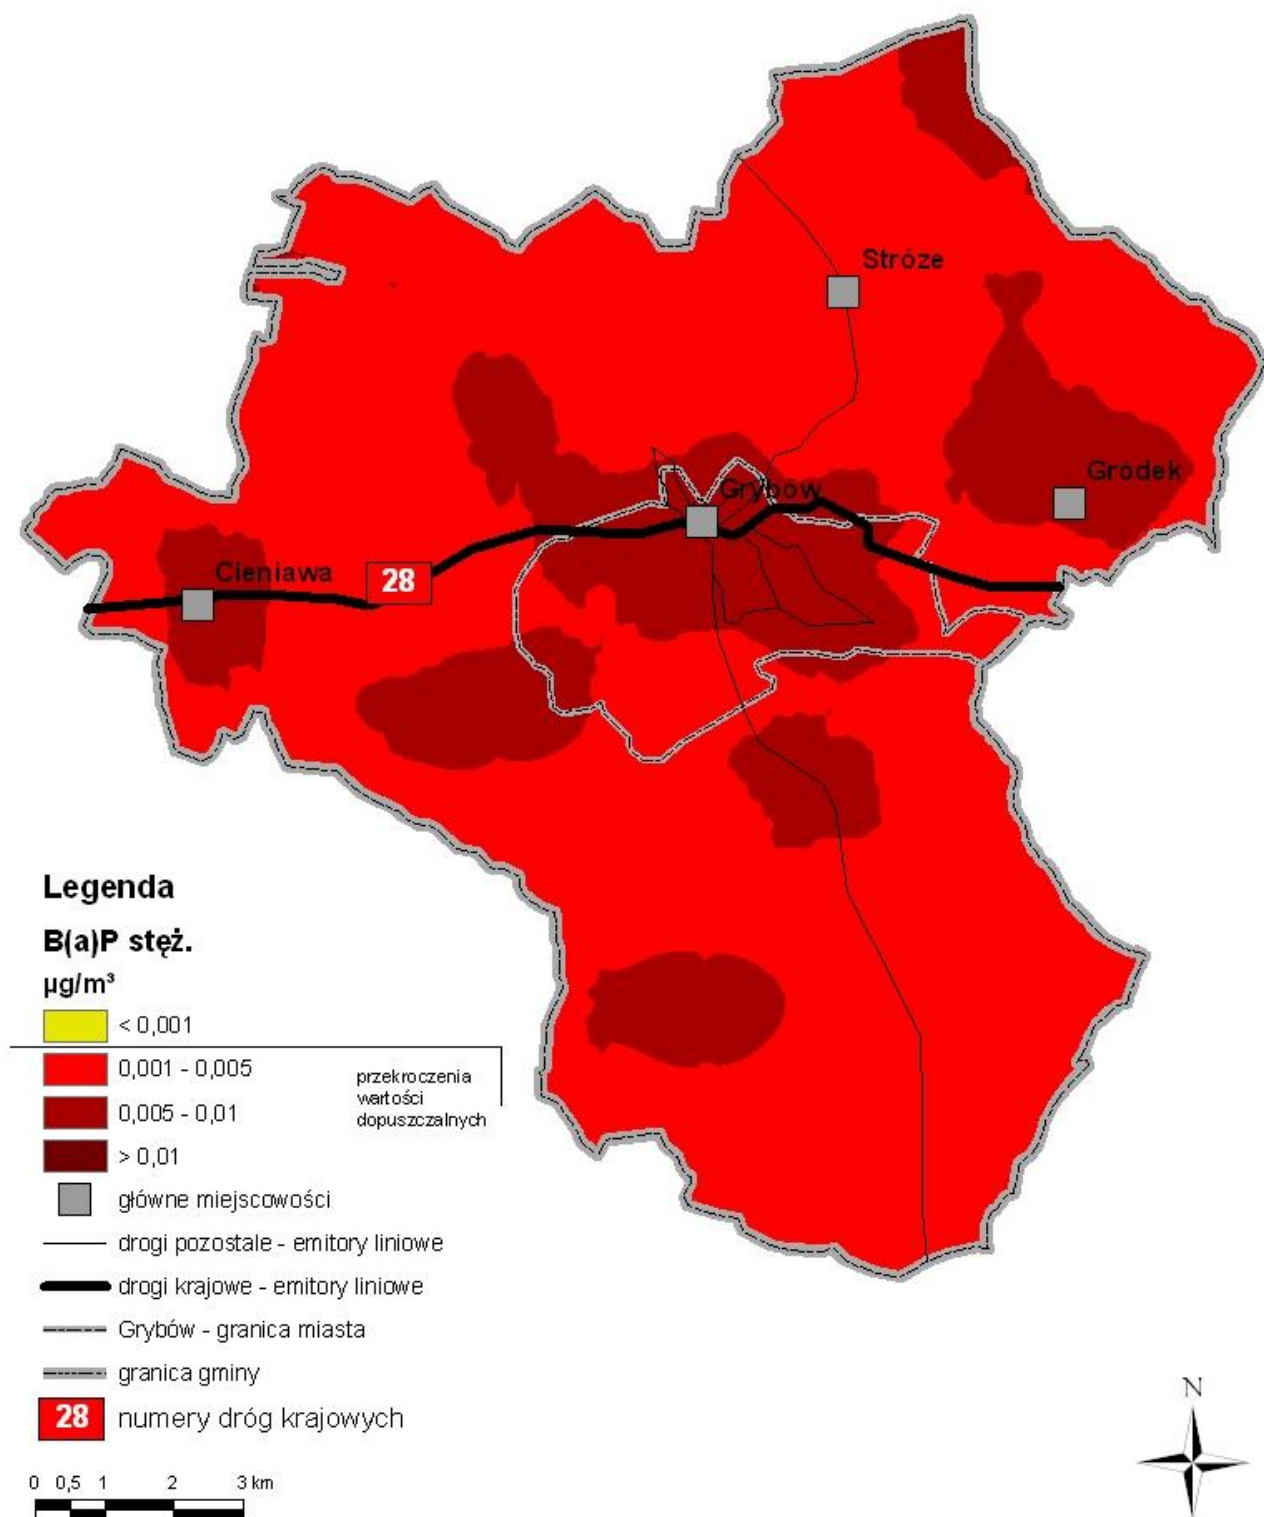 Stróże
Gródek
Grybów
Cieniawa
28
Legenda
B(a)P stęż.
µg/m³
< 0,001
0,001 - 0,005
0,005 - 0,01
> 0,01
przekroczenia
wartości
dopuszczalnych
główne miejscowości
drogi pozostałe - emitory liniowe
drogi krajowe - emitory liniowe
Grybów - granica miasta
granica gminy
28 numery dróg krajowych
0 0,5 1 2 3 km
N